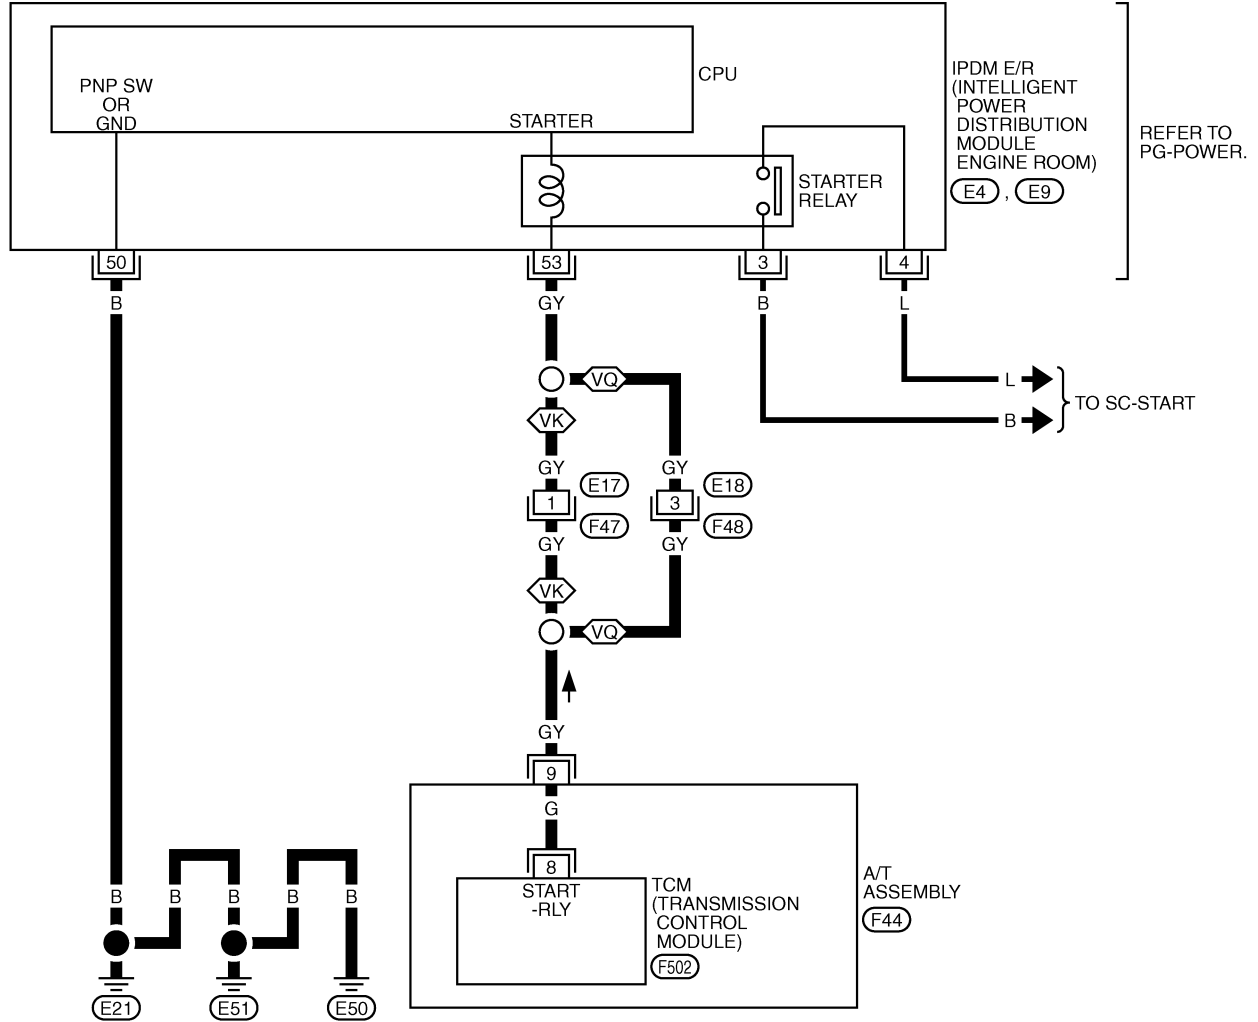 PNP SW
OR
GND
STARTER
CPU
IPDM E/R
(INTELLIGENT
POWER
DISTRIBUTION
MODULE
ENGINE ROOM)
E4 , E9
REFER TO
PG-POWER.
STARTER
RELAY
50
53
3
4
B
GY
B
L
VQ
L
B
TO SC-START
VK
GY
GY
1
E17
3
E18
F47
F48
GY
GY
VK
VQ
GY
9
G
8
START
-RLY
TCM
(TRANSMISSION
CONTROL
MODULE)
F502
A/T
ASSEMBLY
F44
B
B
B
B
B
E21
E51
E50